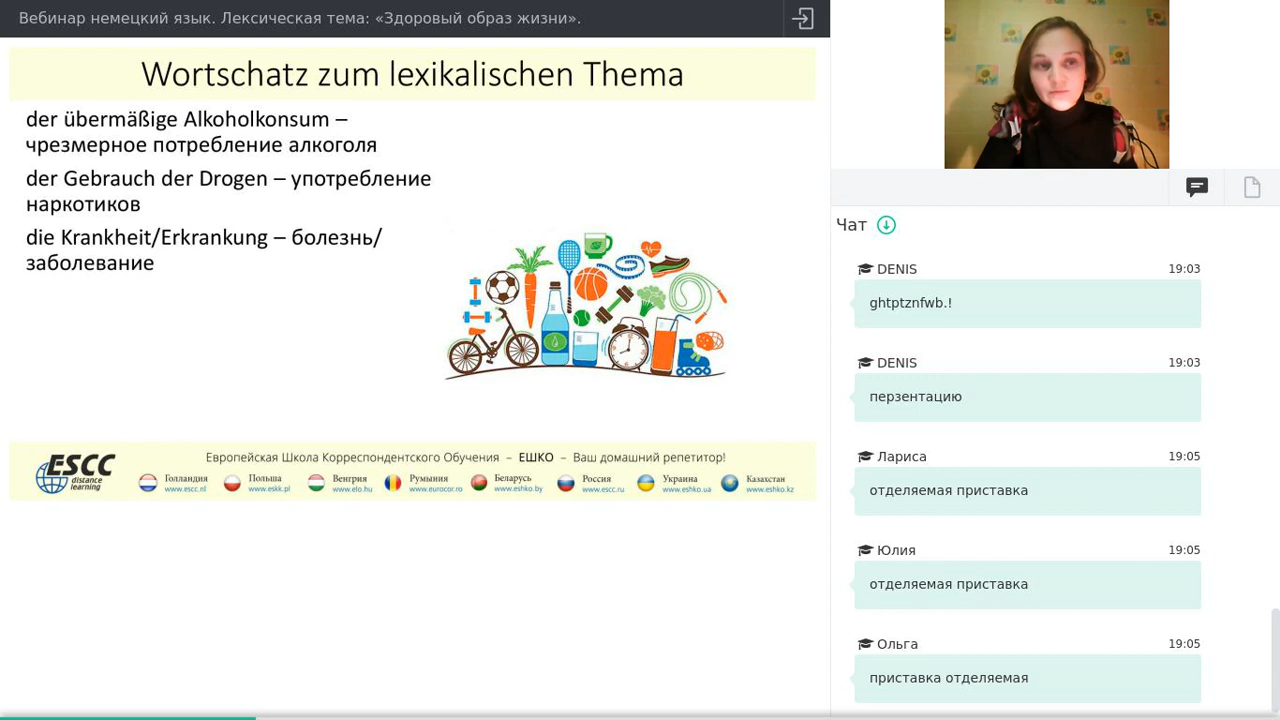 Вебинар немецкий язык. Лексическая тема: «Здоровый образ жизни».
Wortschatz zum lexikalischen Thema
der übermäßige Alkoholkonsum –
чрезмерное потребление алкоголя
der Gebrauch der Drogen – употребление
наркотиков
die Krankheit/Erkrankung – болезнь/
заболевание
ESCC
distance
learning
Европейская Школа Корреспондентского Обучения – ЕШКО – Ваш домашний репетитор!
Голландия
www.escc.nl
Польша
www.eskk.pl
Венгрия
www.elo.hu
Румыния
www.eurocor.ro
Беларусь
www.eshko.by
Россия
www.escc.ru
Украина
www.eshko.ua
Казахстан
www.eshko.kz
Чат
DENIS 19:03
ghtptznfwb.!
DENIS 19:03
перзентацию
Лариса 19:05
отделяемая приставка
Юлия 19:05
отделяемая приставка
Ольга 19:05
приставка отделяемая